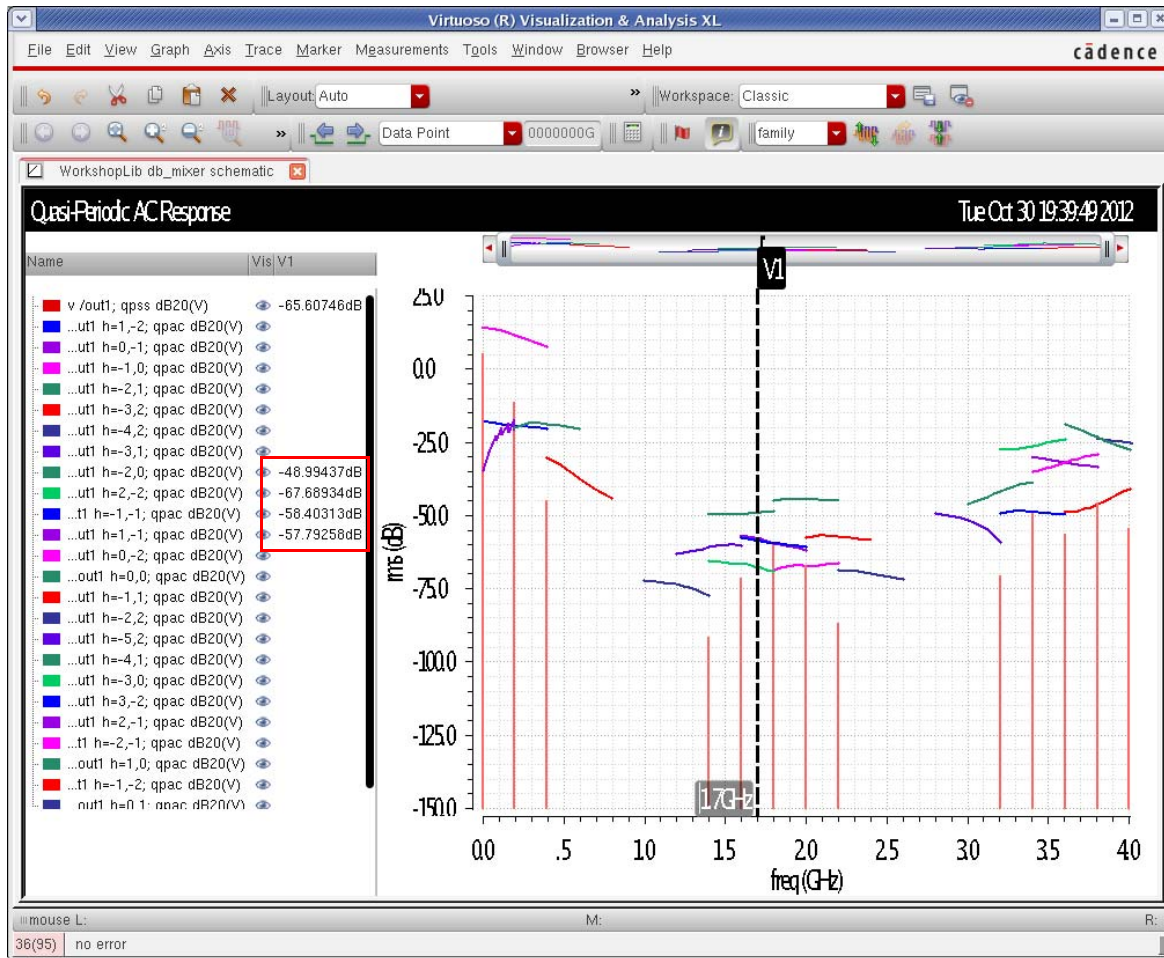 Virtuoso (R) Visualization & Analysis XL
File Edit View Graph Axis Trace Marker Measurements Tools Window Browser Help cādence
Layout: Auto » Workspace: Classic
» Data Point 0000000G family
WorkshopLib db_mixer schematic
Quasi-Periodic AC Response Tue Oct 30 19:39:49 2012
Name Vis V1
v /out1; qpss dB20(V) -65.60746dB
...ut1 h=1,-2; qpac dB20(V)
...ut1 h=0,-1; qpac dB20(V)
...ut1 h=-1,0; qpac dB20(V)
...ut1 h=-2,1; qpac dB20(V)
...ut1 h=-3,2; qpac dB20(V)
...ut1 h=-4,2; qpac dB20(V)
...ut1 h=-3,1; qpac dB20(V)
...ut1 h=-2,0; qpac dB20(V) -48.99437dB
...ut1 h=2,-2; qpac dB20(V) -67.68934dB
...t1 h=-1,-1; qpac dB20(V) -58.40313dB
...ut1 h=1,-1; qpac dB20(V) -57.79258dB
...ut1 h=0,-2; qpac dB20(V)
...out1 h=0,0; qpac dB20(V)
...ut1 h=-1,1; qpac dB20(V)
...ut1 h=-2,2; qpac dB20(V)
...ut1 h=-5,2; qpac dB20(V)
...ut1 h=-4,1; qpac dB20(V)
...ut1 h=-3,0; qpac dB20(V)
...ut1 h=3,-2; qpac dB20(V)
...ut1 h=2,-1; qpac dB20(V)
...t1 h=-2,-1; qpac dB20(V)
...out1 h=1,0; qpac dB20(V)
...t1 h=-1,-2; qpac dB20(V)
out1 h=0,1; qpac dB20(V)
V1
25.0
0.0
-25.0
-50.0
-75.0
-100.0
-125.0
-150.0
rms (dB)
1.7GHz
0.0 .5 1.0 1.5 2.0 2.5 3.0 3.5 4.0
freq (GHz)
mouse L: M: R:
36(95) no error